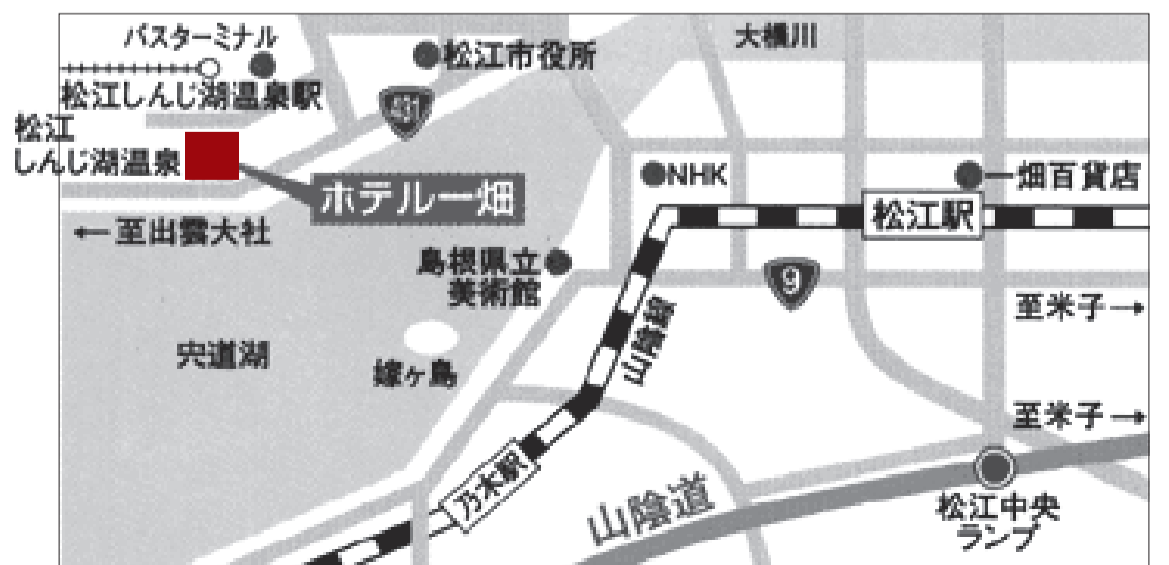 バスターミナル
松江市役所
大橋川
松江しんじ湖温泉駅
431
松江
しんじ湖温泉
ホテル一畑
NHK
一畑百貨店
松江駅
←至出雲大社
島根県立
美術館
9
至米子→
山陰線
宍道湖
嫁ヶ島
至米子→
乃木駅
山陰道
松江中央
ランプ